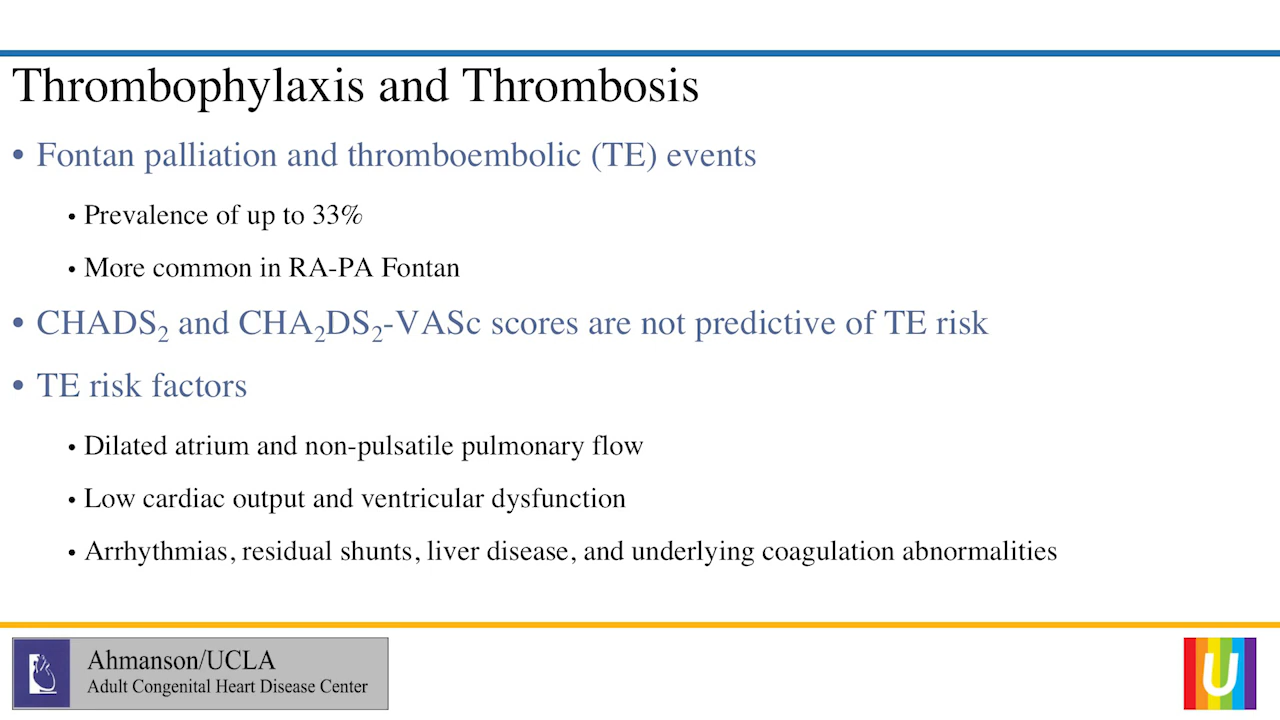 Thrombophylaxis and Thrombosis
• Fontan palliation and thromboembolic (TE) events
• Prevalence of up to 33%
• More common in RA-PA Fontan
• CHADS₂ and CHA₂DS₂-VASc scores are not predictive of TE risk
• TE risk factors
• Dilated atrium and non-pulsatile pulmonary flow
• Low cardiac output and ventricular dysfunction
• Arrhythmias, residual shunts, liver disease, and underlying coagulation abnormalities
Ahmanson/UCLA
Adult Congenital Heart Disease Center
U